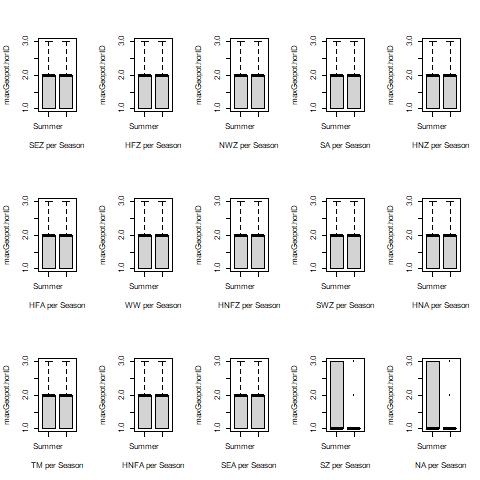 maxGeopot.horID
3.0
2.0
1.0
Summer
SEZ per Season
maxGeopot.horID
3.0
2.0
1.0
Summer
HFZ per Season
maxGeopot.horID
3.0
2.0
1.0
Summer
NWZ per Season
maxGeopot.horID
3.0
2.0
1.0
Summer
SA per Season
maxGeopot.horID
3.0
2.0
1.0
Summer
HNZ per Season
maxGeopot.horID
3.0
2.0
1.0
Summer
HFA per Season
maxGeopot.horID
3.0
2.0
1.0
Summer
WW per Season
maxGeopot.horID
3.0
2.0
1.0
Summer
HNFZ per Season
maxGeopot.horID
3.0
2.0
1.0
Summer
SWZ per Season
maxGeopot.horID
3.0
2.0
1.0
Summer
HNA per Season
maxGeopot.horID
3.0
2.0
1.0
Summer
TM per Season
maxGeopot.horID
3.0
2.0
1.0
Summer
HNFA per Season
maxGeopot.horID
3.0
2.0
1.0
Summer
SEA per Season
maxGeopot.horID
3.0
2.0
1.0
Summer
SZ per Season
maxGeopot.horID
3.0
2.0
1.0
Summer
NA per Season